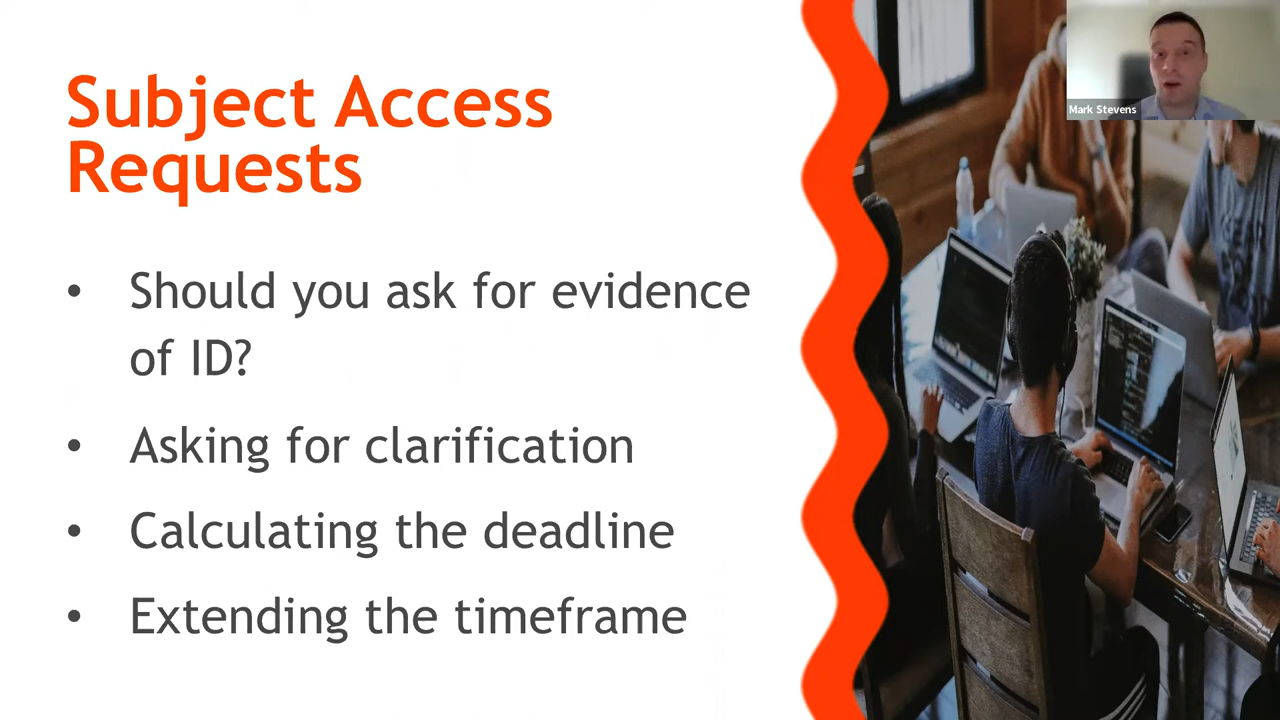 Subject Access
Requests
• Should you ask for evidence
of ID?
• Asking for clarification
• Calculating the deadline
• Extending the timeframe
Mark Stevens